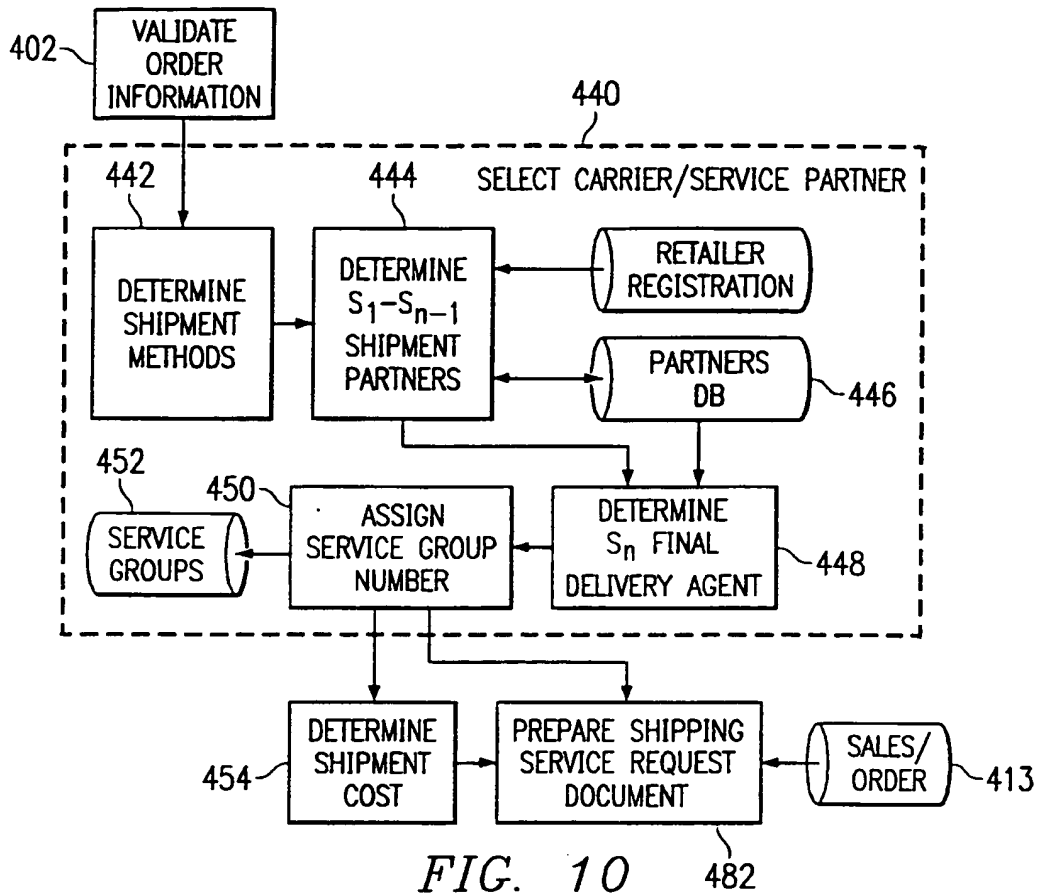 402
VALIDATE
ORDER
INFORMATION
440
SELECT CARRIER/SERVICE PARTNER
442
DETERMINE
SHIPMENT
METHODS
444
DETERMINE
S1–Sn–1
SHIPMENT
PARTNERS
RETAILER
REGISTRATION
PARTNERS
DB
446
452
SERVICE
GROUPS
450
ASSIGN
SERVICE GROUP
NUMBER
DETERMINE
Sn FINAL
DELIVERY AGENT
448
454
DETERMINE
SHIPMENT
COST
PREPARE SHIPPING
SERVICE REQUEST
DOCUMENT
482
SALES/
ORDER
413
FIG. 10